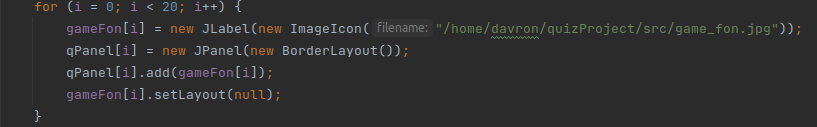 for (i = 0; i < 20; i++) {
gameFon[i] = new JLabel(new ImageIcon( filename: "/home/davron/quizProject/src/game_fon.jpg"));
qPanel[i] = new JPanel(new BorderLayout());
qPanel[i].add(gameFon[i]);
gameFon[i].setLayout(null);
}